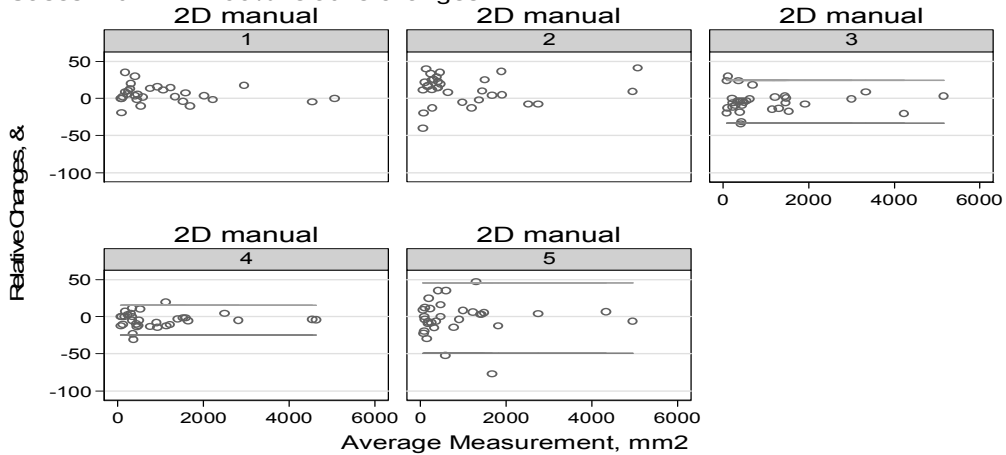 2D manual 2D manual 2D manual
1 2 3
50
0
-50
-100
0 2000 4000 6000
2D manual 2D manual
4 5
50
0
-50
-100
0 2000 4000 6000 0 2000 4000 6000
Relative Changes, &
Average Measurement, mm2